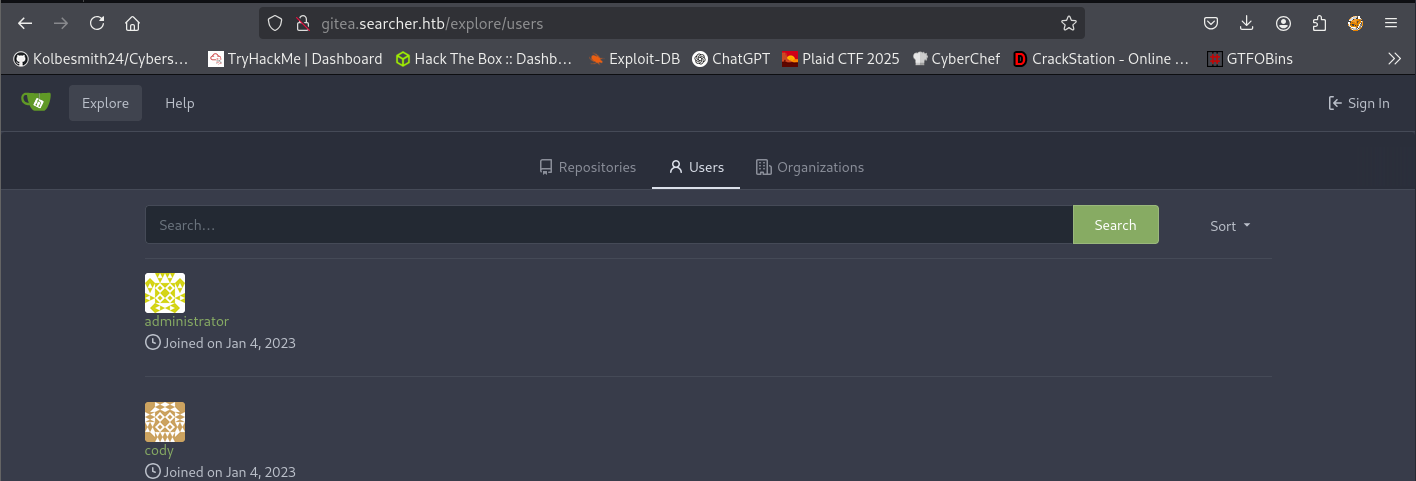 gitea.searcher.htb/explore/users
Kolbesmith24/Cybers... TryHackMe | Dashboard Hack The Box :: Dashb... Exploit-DB ChatGPT Plaid CTF 2025 CyberChef CrackStation - Online ... GTFOBins
Explore Help Sign In
Repositories Users Organizations
Search... Search Sort
administrator
Joined on Jan 4, 2023
cody
Joined on Jan 4, 2023